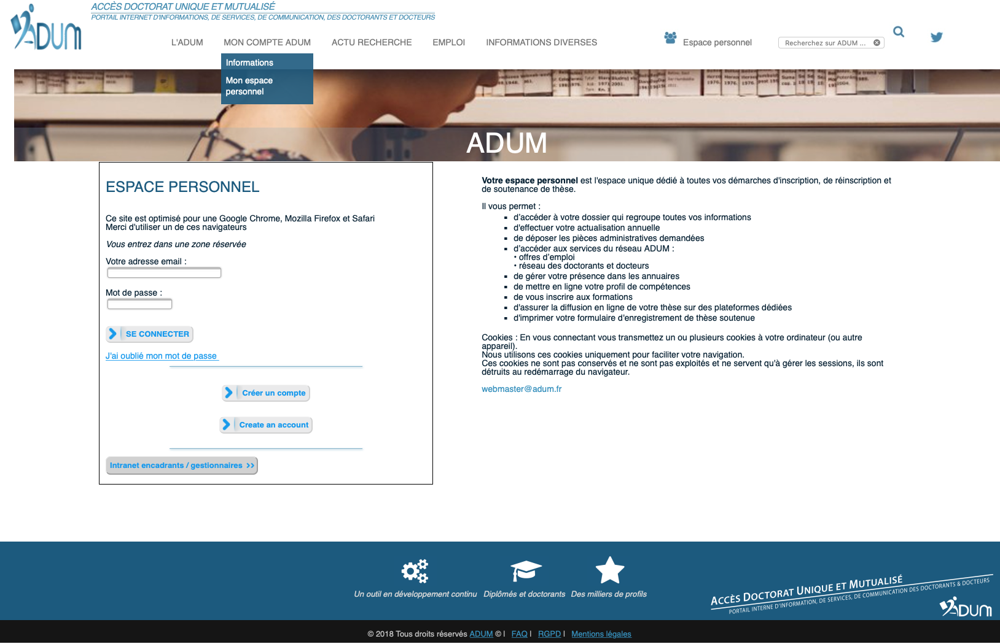 ADUM
ACCÈS DOCTORAT UNIQUE ET MUTUALISÉ
PORTAIL INTERNET D'INFORMATIONS, DE SERVICES, DE COMMUNICATION, DES DOCTORANTS ET DOCTEURS
L'ADUM
MON COMPTE ADUM
ACTU RECHERCHE
EMPLOI
INFORMATIONS DIVERSES
Espace personnel
Recherchez sur ADUM ...
Informations
Mon espace
personnel
ADUM
ESPACE PERSONNEL
Ce site est optimisé pour une Google Chrome, Mozilla Firefox et Safari
Merci d'utiliser un de ces navigateurs
Vous entrez dans une zone réservée
Votre adresse email :
Mot de passe :
SE CONNECTER
J'ai oublié mon mot de passe
Créer un compte
Create an account
Intranet encadrants / gestionnaires >>
Votre espace personnel est l'espace unique dédié à toutes vos démarches d'inscription, de réinscription et
de soutenance de thèse.
Il vous permet :
▪ d’accéder à votre dossier qui regroupe toutes vos informations
▪ d'effectuer votre actualisation annuelle
▪ de déposer les pièces administratives demandées
▪ d’accéder aux services du réseau ADUM :
• offres d’emploi
• réseau des doctorants et docteurs
▪ de gérer votre présence dans les annuaires
▪ de mettre en ligne votre profil de compétences
▪ de vous inscrire aux formations
▪ d'assurer la diffusion en ligne de votre thèse sur des plateformes dédiées
▪ d'imprimer votre formulaire d'enregistrement de thèse soutenue
Cookies : En vous connectant vous transmettez un ou plusieurs cookies à votre ordinateur (ou autre
appareil).
Nous utilisons ces cookies uniquement pour faciliter votre navigation.
Ces cookies ne sont pas conservés et ne sont pas exploités et ne servent qu'à gérer les sessions, ils sont
détruits au redémarrage du navigateur.
webmaster@adum.fr
Un outil en développement continu
Diplômés et doctorants
Des milliers de profils
ACCÈS DOCTORAT UNIQUE ET MUTUALISÉ
PORTAIL INTERNE D'INFORMATION, DE SERVICES, DE COMMUNICATION DES DOCTORANTS & DOCTEURS
ADUM
© 2018 Tous droits réservés ADUM © I FAQ I RGPD I Mentions légales